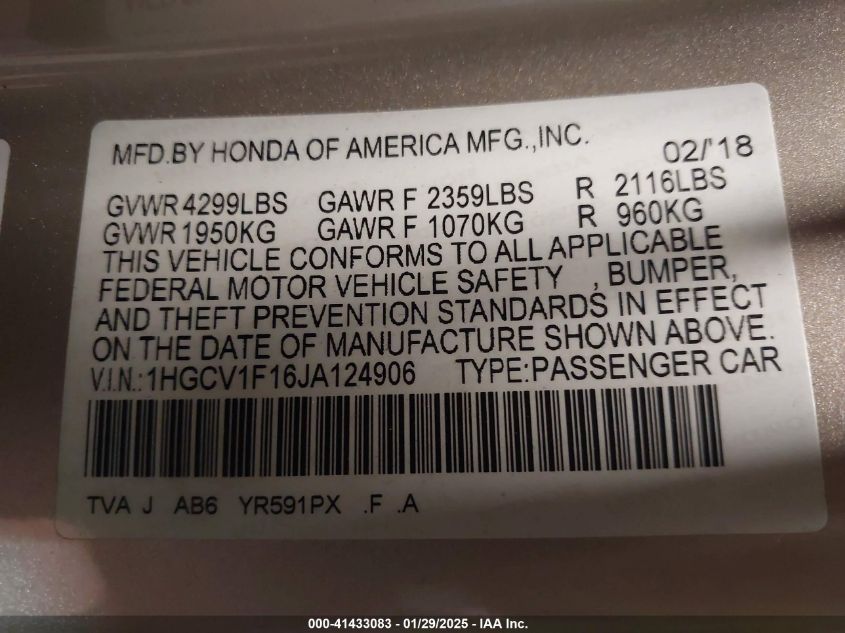 MFD.BY HONDA OF AMERICA MFG.,INC. 02/'18
GVWR 4299LBS GAWR F 2359LBS R 2116LBS
GVWR 1950KG GAWR F 1070KG R 960KG
THIS VEHICLE CONFORMS TO ALL APPLICABLE
FEDERAL MOTOR VEHICLE SAFETY , BUMPER,
AND THEFT PREVENTION STANDARDS IN EFFECT
ON THE DATE OF MANUFACTURE SHOWN ABOVE.
V.I.N.:1HGCV1F16JA124906 TYPE:PASSENGER CAR
TVA J AB6 YR591PX .F .A
000-41433083 - 01/29/2025 - IAA Inc.